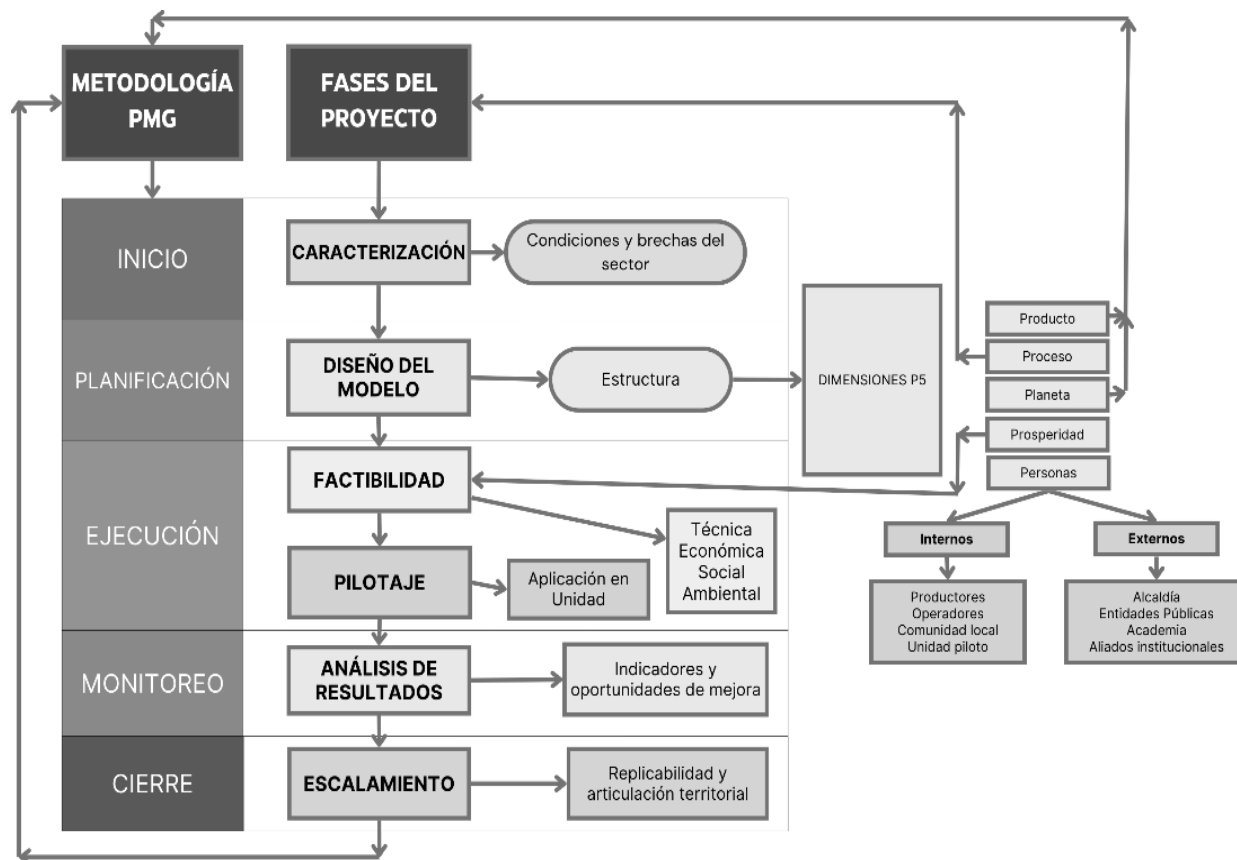 METODOLOGÍA
PMG
FASES DEL
PROYECTO
INICIO
CARACTERIZACIÓN
Condiciones y brechas del
sector
PLANIFICACIÓN
DISEÑO DEL
MODELO
Estructura
DIMENSIONES P5
Producto
Proceso
Planeta
Prosperidad
Personas
Internos
Productores
Operadores
Comunidad local
Unidad piloto
Externos
Alcaldía
Entidades Públicas
Academia
Aliados institucionales
EJECUCIÓN
FACTIBILIDAD
Técnica
Económica
Social
Ambiental
PILOTAJE
Aplicación en
Unidad
MONITOREO
ANÁLISIS DE
RESULTADOS
Indicadores y
oportunidades de mejora
CIERRE
ESCALAMIENTO
Replicabilidad y
articulación territorial